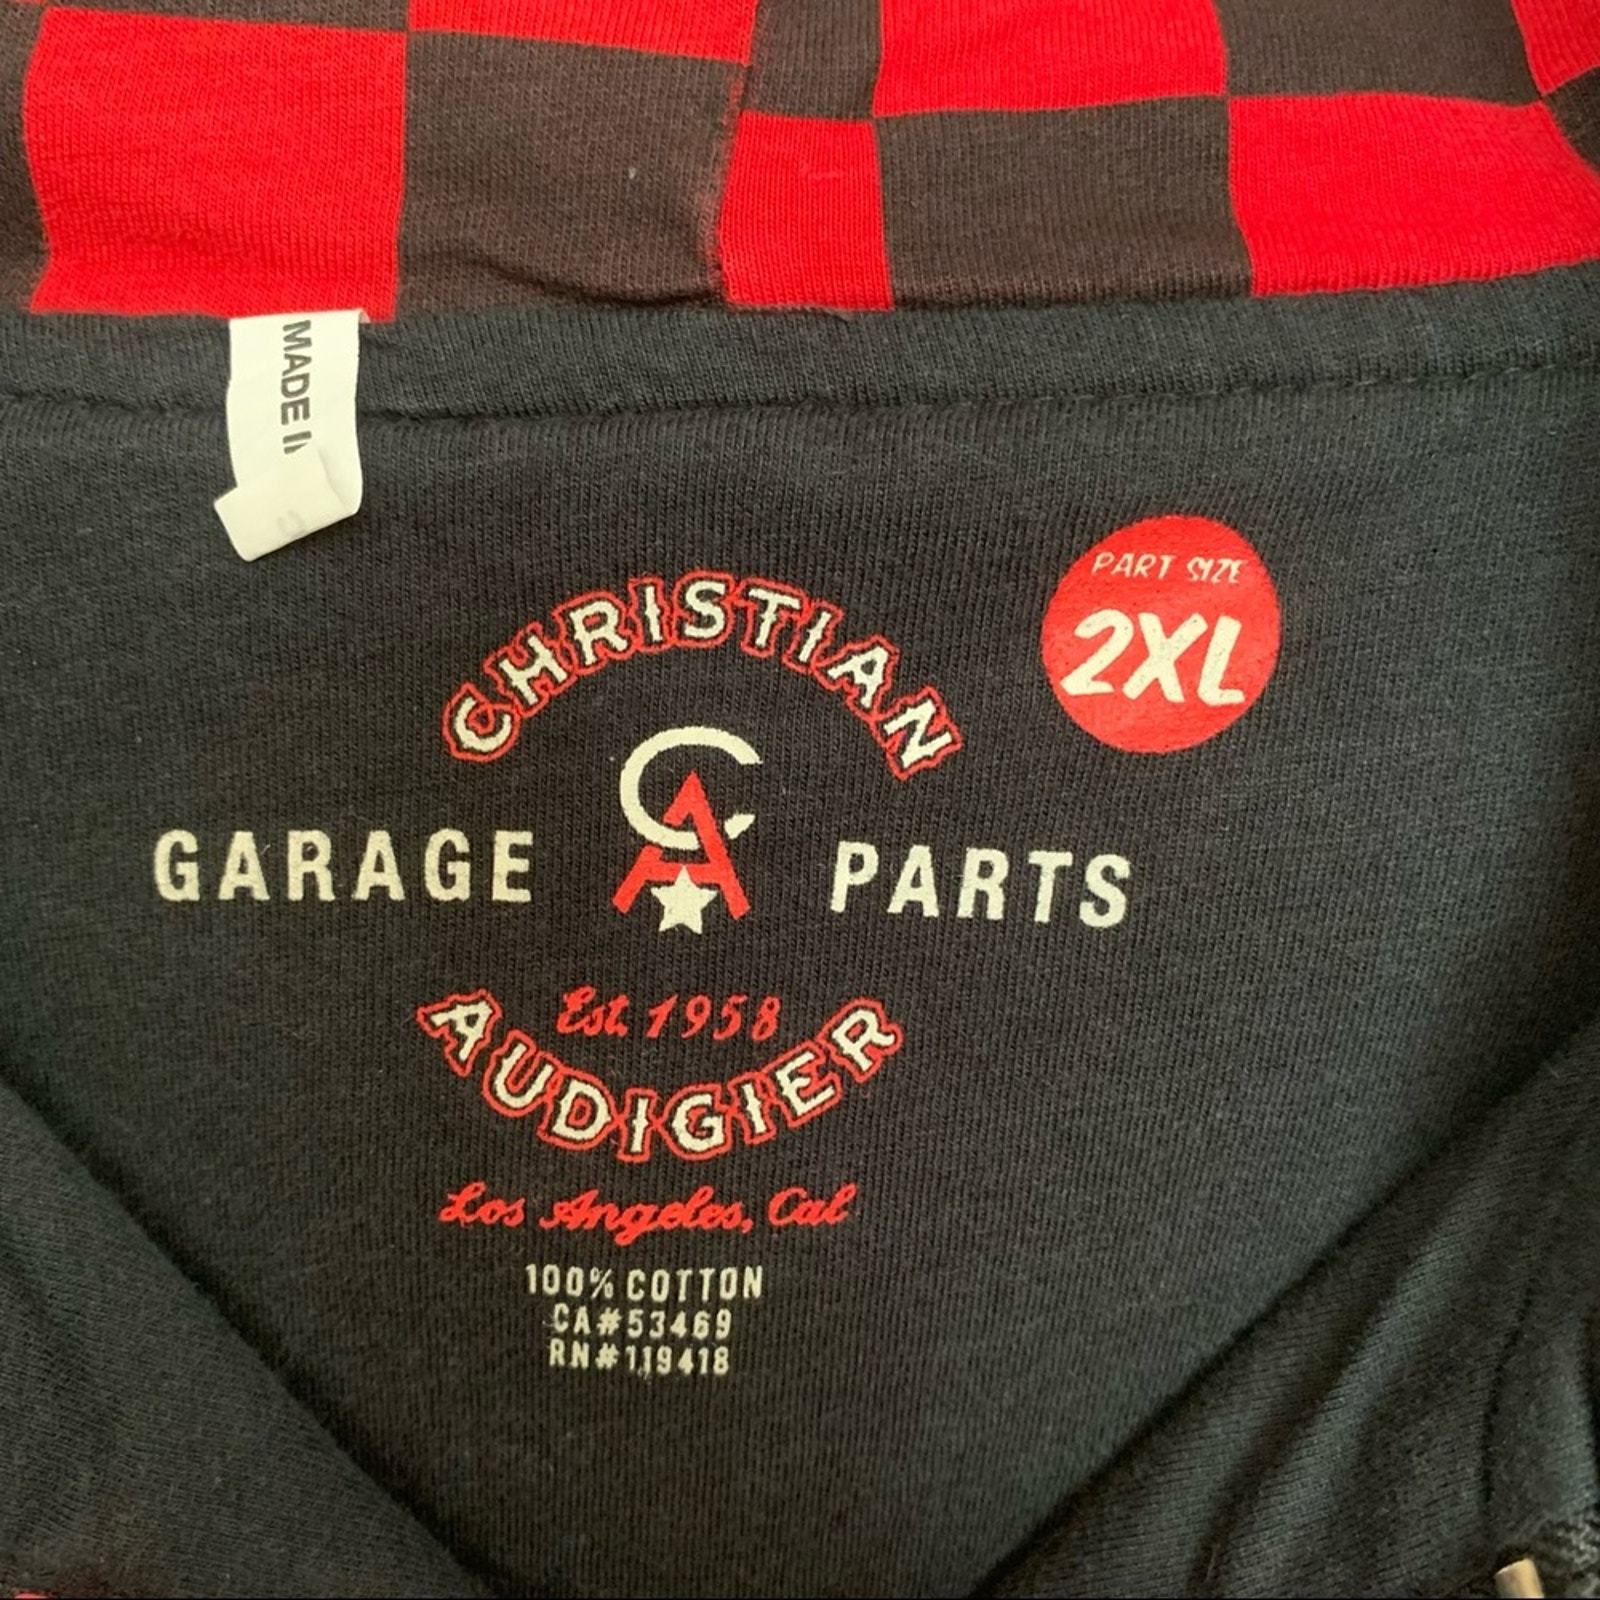 MADE
PART SIZE
2XL
CHRISTIAN
CA
GARAGE PARTS
Est. 1958
AUDIGIER
Los Angeles, Cal
100% COTTON
CA#53469
RN#119418